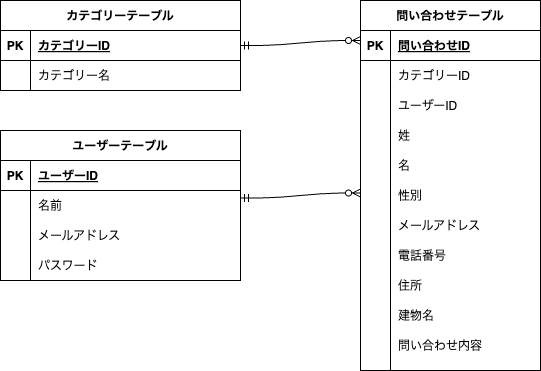 カテゴリーテーブル
PK カテゴリーID
カテゴリー名
ユーザーテーブル
PK ユーザーID
名前
メールアドレス
パスワード
問い合わせテーブル
PK 問い合わせID
カテゴリーID
ユーザーID
姓
名
性別
メールアドレス
電話番号
住所
建物名
問い合わせ内容